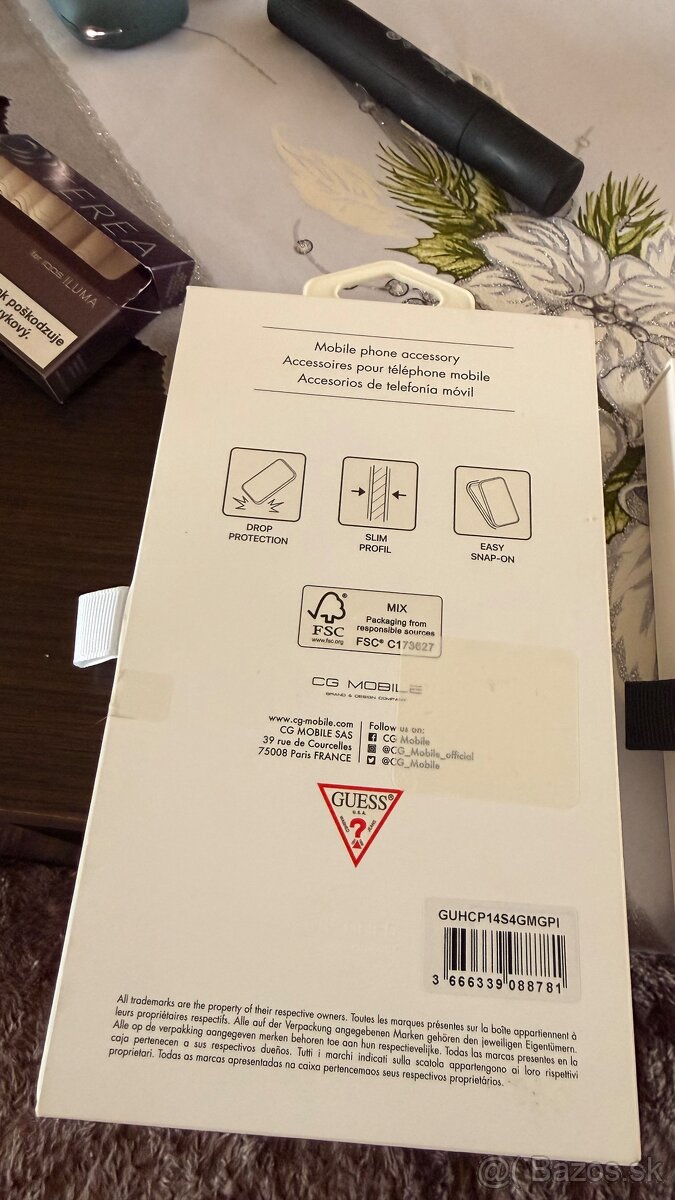 TEREA
for IQOS ILUMA
poškodzuje
Mobile phone accessory
Accessoires pour téléphone mobile
Accesorios de telefonía móvil
DROP
PROTECTION
SLIM
PROFIL
EASY
SNAP-ON
FSC
www.fsc.org
MIX
Packaging from
responsible sources
FSC® C173627
CG MOBILE
BRAND & DESIGN COMPANY
www.cg-mobile.com
CG MOBILE SAS
39 rue de Courcelles
75008 Paris FRANCE
Follow us on:
CG Mobile
@CG_Mobile_official
@CG_Mobile
GUESS®
U.S.A.
?
JEANS
GUHCP14S4GMGPI
3 666339 088781
All trademarks are the property of their respective owners. Toutes les marques présentes sur la boîte appartiennent à
leurs propriétaires respectifs. Alle auf der Verpackung angegebenen Marken gehören den jeweiligen Eigentümern.
Alle op de verpakking aangegeven merken behoren toe aan hun respectievelijke. Todas las marcas presentes en la
caja pertenecen a sus respectivos dueños. Tutti i marchi indicati sulla scatola appartengono ai loro rispettivi
proprietari. Todas as marcas apresentadas na caixa pertencemaos seus respectivos proprietários.
Bazos.sk